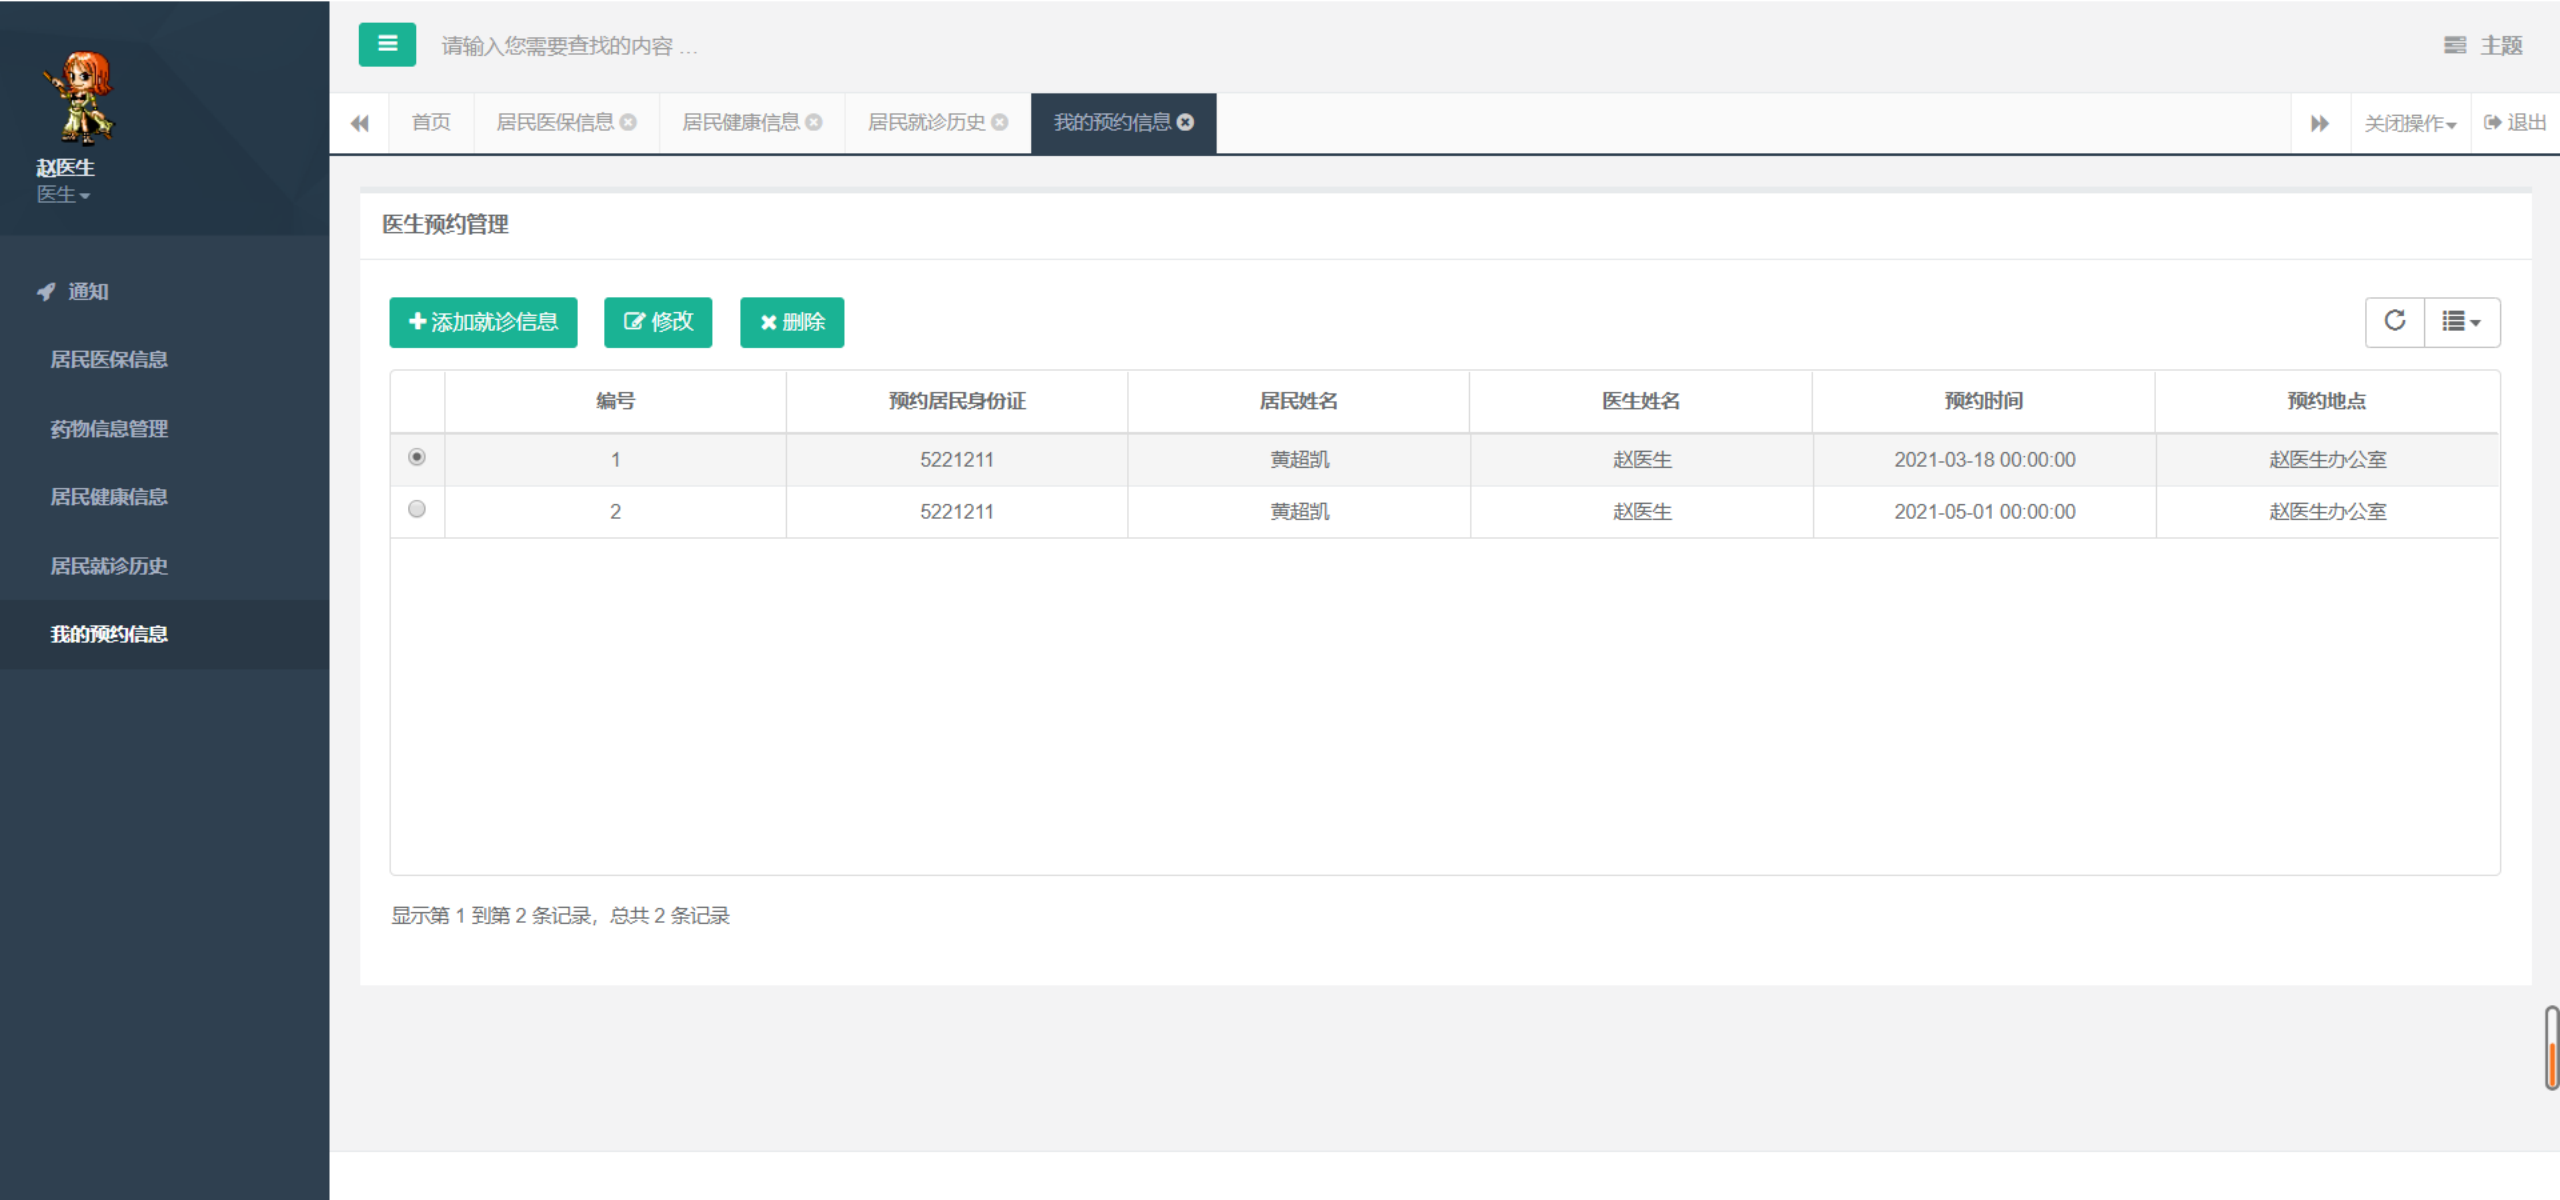 赵医生
医生
通知
居民医保信息
药物信息管理
居民健康信息
居民就诊历史
我的预约信息
请输入您需要查找的内容 … 主题
首页 居民医保信息 居民健康信息 居民就诊历史 我的预约信息 关闭操作 退出
医生预约管理
添加就诊信息 修改 删除
编号 预约居民身份证 居民姓名 医生姓名 预约时间 预约地点
1 5221211 黄超凯 赵医生 2021-03-18 00:00:00 赵医生办公室
2 5221211 黄超凯 赵医生 2021-05-01 00:00:00 赵医生办公室
显示第 1 到第 2 条记录，总共 2 条记录